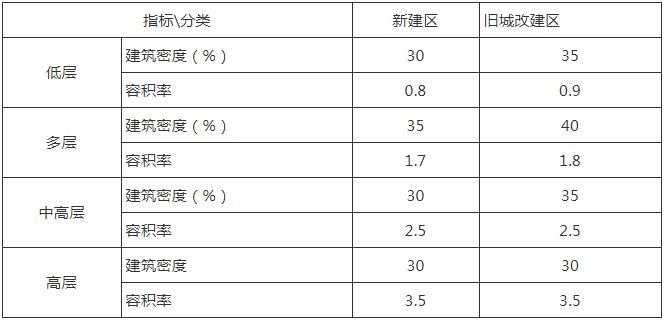 指标\分类 新建区 旧城改建区
低层 建筑密度（%） 30 35
容积率 0.8 0.9
多层 建筑密度（%） 35 40
容积率 1.7 1.8
中高层 建筑密度（%） 30 35
容积率 2.5 2.5
高层 建筑密度 30 30
容积率 3.5 3.5